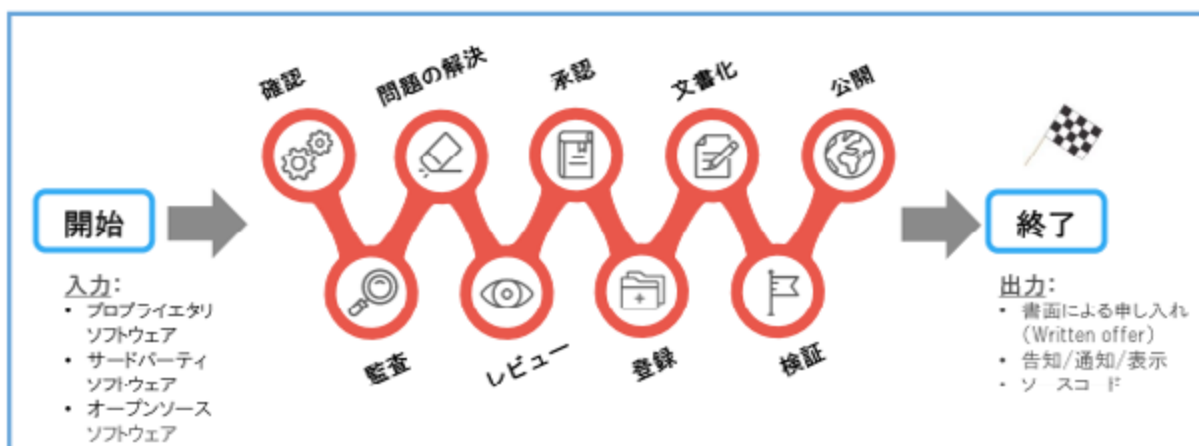 確認
問題の解決
承認
文書化
公開
開始
終了
監査
レビュー
登録
検証
入力:
• プロプライエタリ
ソフトウェア
• サードパーティ
ソフトウェア
• オープンソース
ソフトウェア
出力:
• 書面による申し入れ
(Written offer)
• 告知/通知/表示
• ソースコード